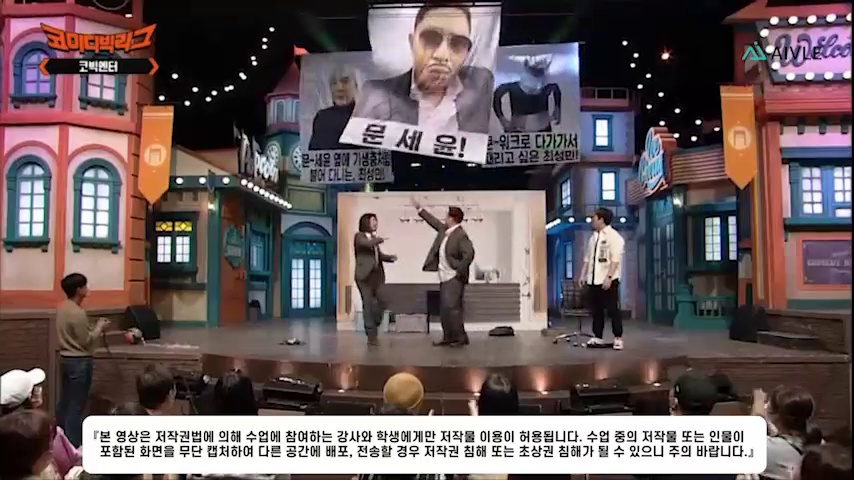 코미디빅리그
코빅엔터
AIVLE
문세윤!
문-세윤 옆에 기생충처럼
붙어 다니는, 최성민!
문-워크로 다가가서
때리고 싶은 최성민!
『본 영상은 저작권법에 의해 수업에 참여하는 강사와 학생에게만 저작물 이용이 허용됩니다. 수업 중의 저작물 또는 인물이
포함된 화면을 무단 캡처하여 다른 공간에 배포, 전송할 경우 저작권 침해 또는 초상권 침해가 될 수 있으니 주의 바랍니다.』